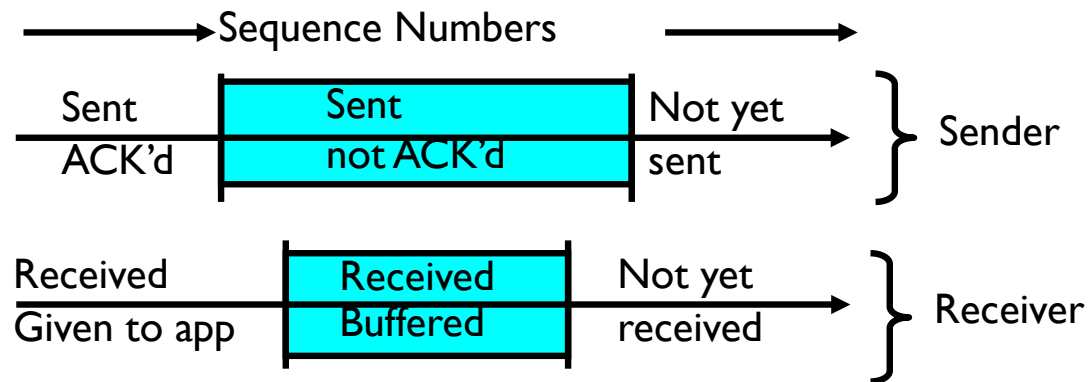 Sequence Numbers
Sent
ACK’d
Sent
not ACK’d
Not yet
sent
Sender
Received
Given to app
Received
Buffered
Not yet
received
Receiver